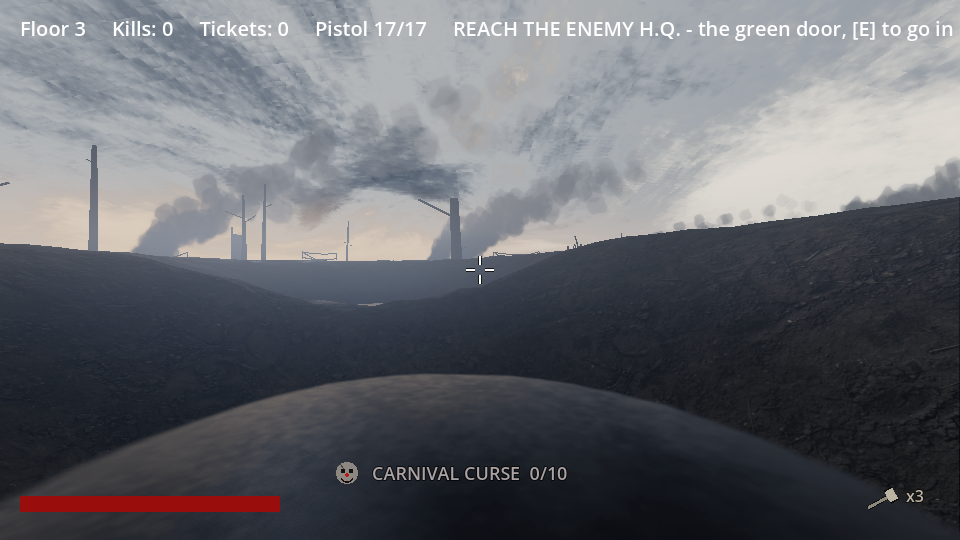 Floor 3 Kills: 0 Tickets: 0 Pistol 17/17 REACH THE ENEMY H.Q. - the green door, [E] to go in
CARNIVAL CURSE 0/10
x3